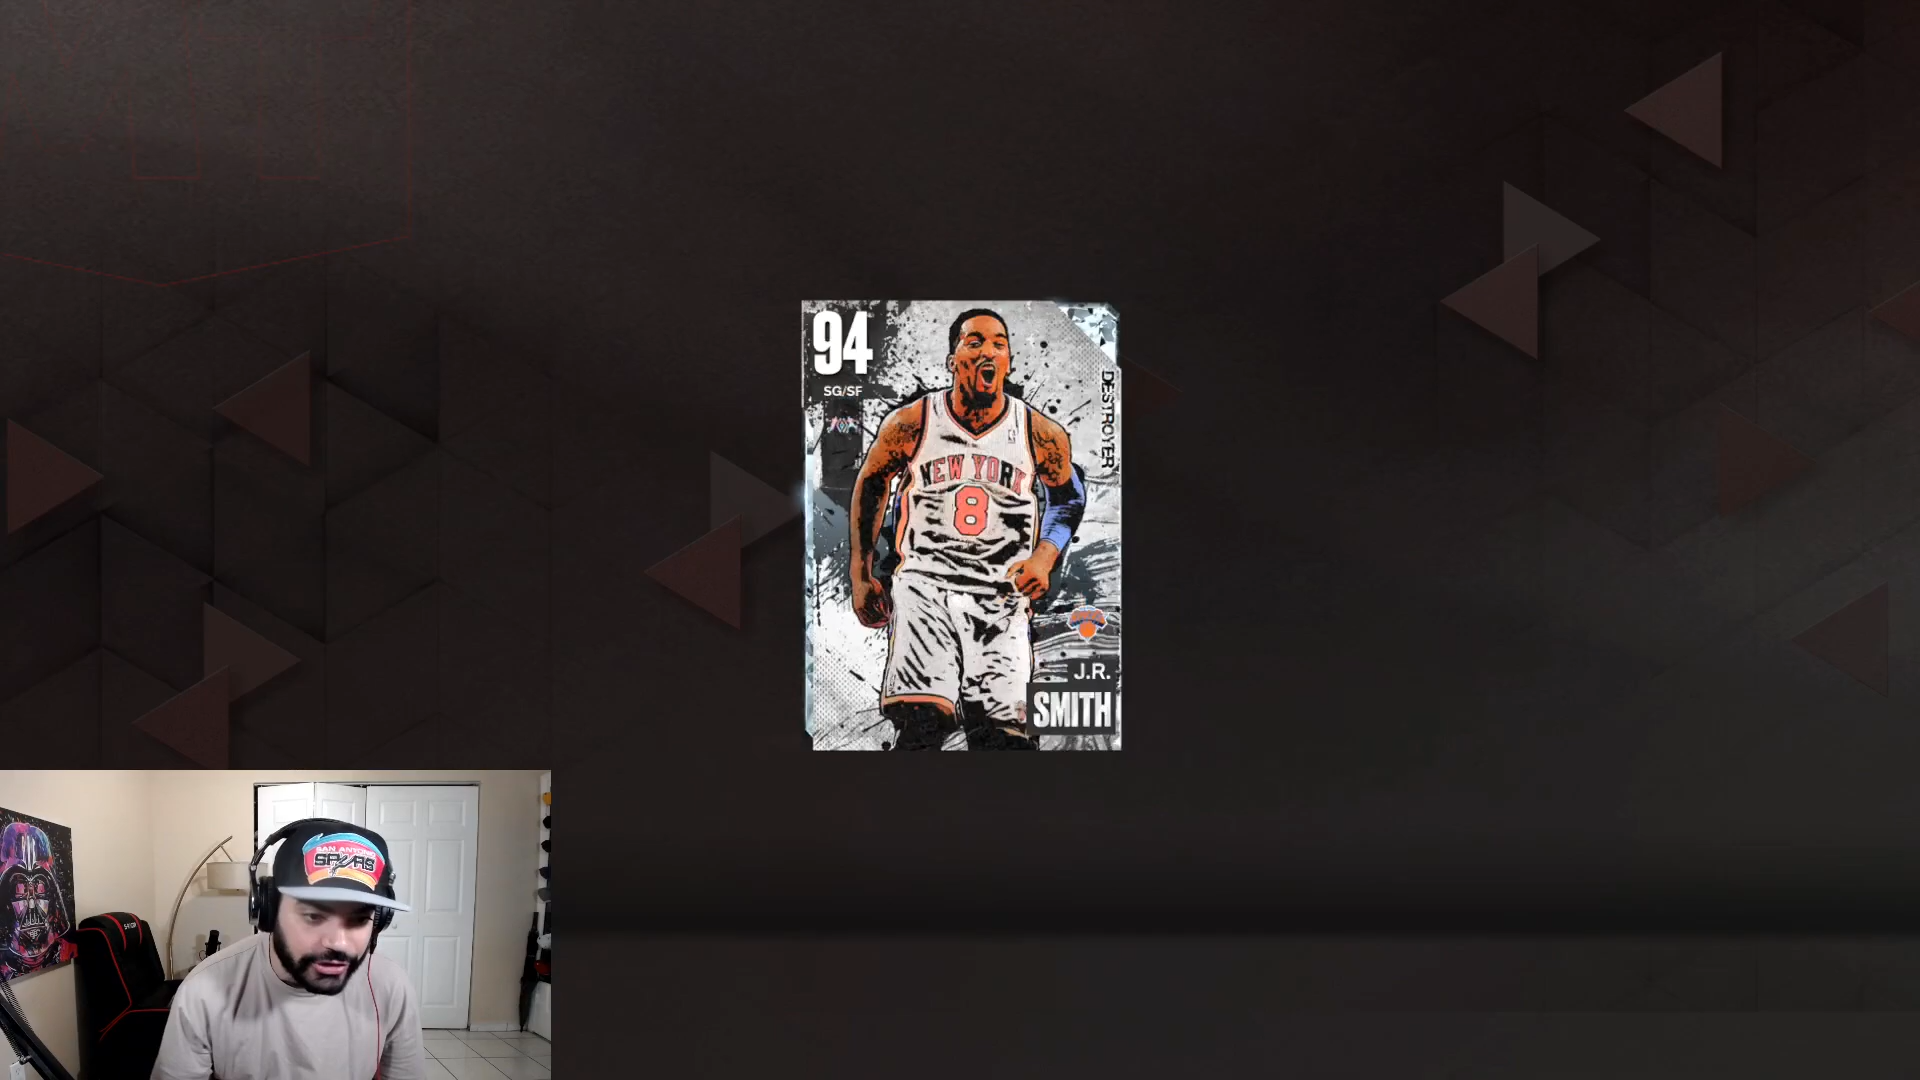 94
SG/SF
DESTROYER
NEW YORK
8
J.R.
SMITH
SAN ANTONIO
SPURS